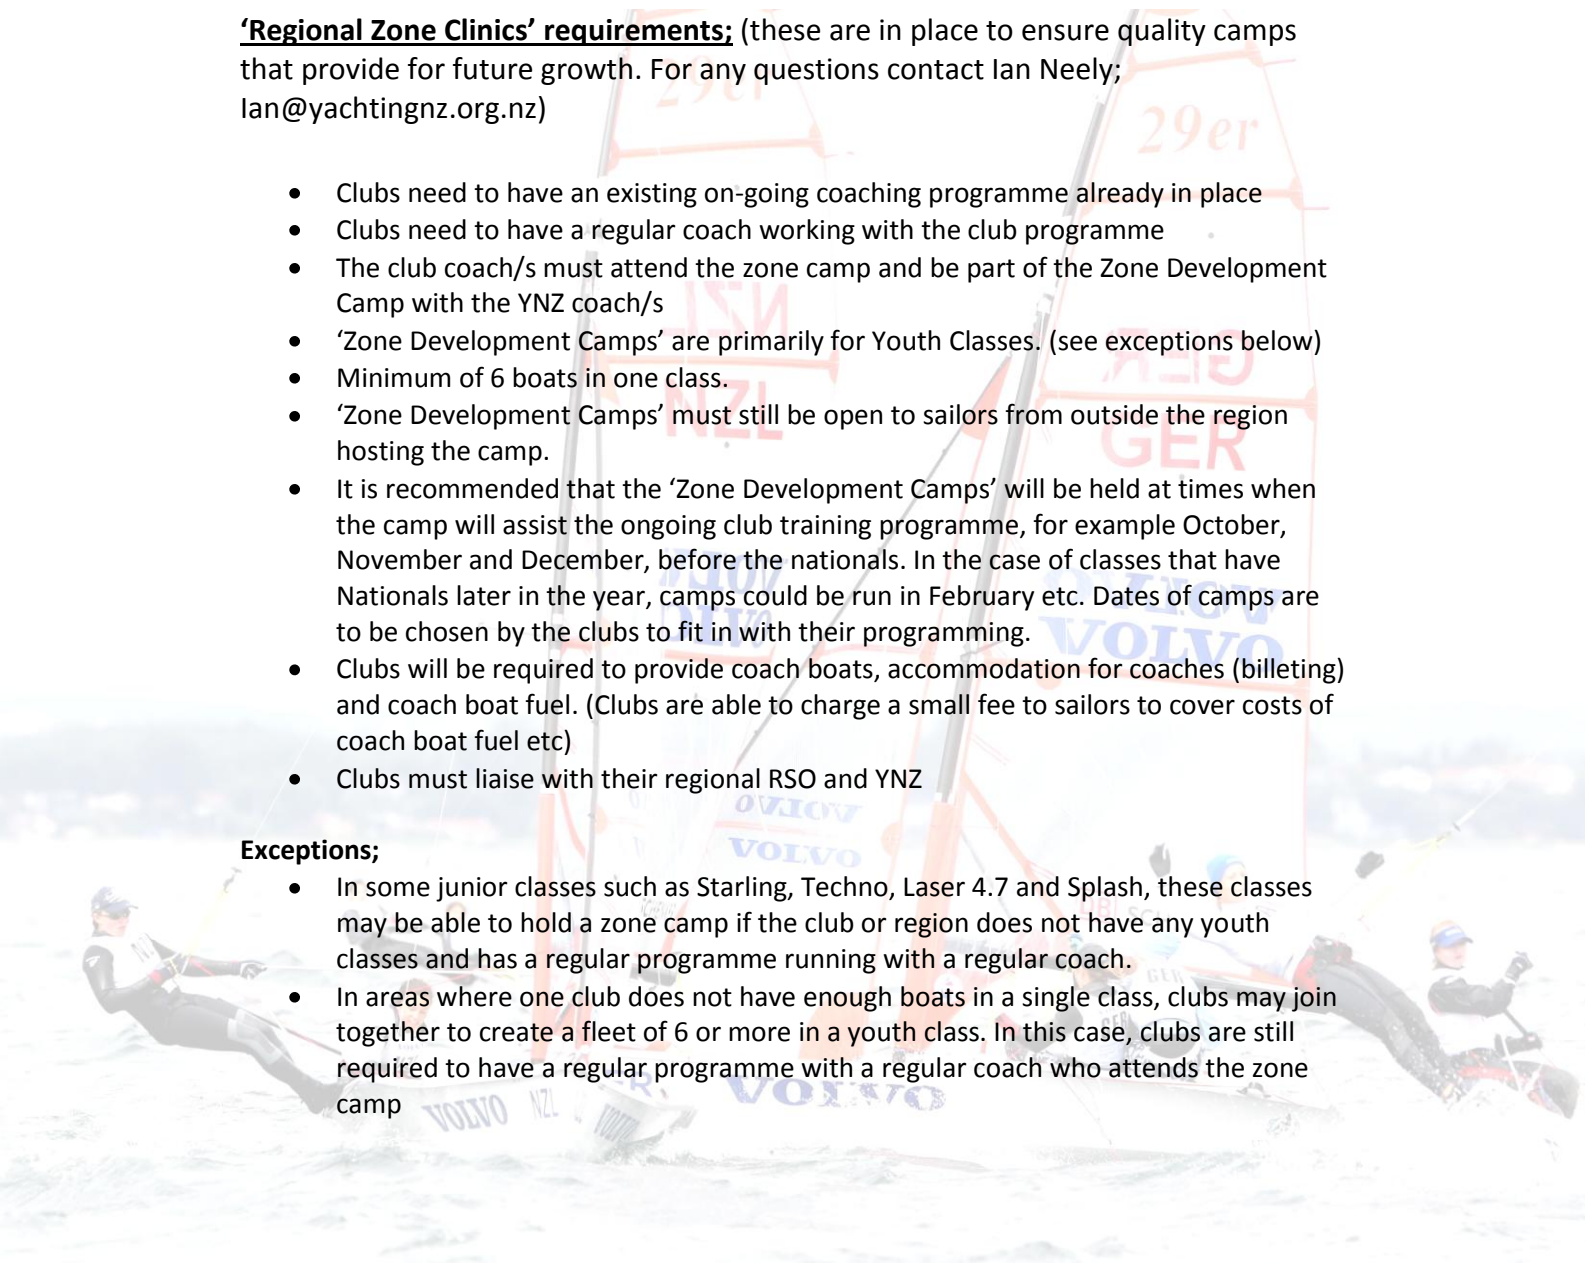 ‘Regional Zone Clinics’ requirements; (these are in place to ensure quality camps
that provide for future growth. For any questions contact Ian Neely;
Ian@yachtingnz.org.nz)
29er
29er
• Clubs need to have an existing on-going coaching programme already in place
• Clubs need to have a regular coach working with the club programme
• The club coach/s must attend the zone camp and be part of the Zone Development
Camp with the YNZ coach/s
• ‘Zone Development Camps’ are primarily for Youth Classes. (see exceptions below)
• Minimum of 6 boats in one class.
• ‘Zone Development Camps’ must still be open to sailors from outside the region
hosting the camp.
NZL
GER
• It is recommended that the ‘Zone Development Camps’ will be held at times when
the camp will assist the ongoing club training programme, for example October,
November and December, before the nationals. In the case of classes that have
Nationals later in the year, camps could be run in February etc. Dates of camps are
to be chosen by the clubs to fit in with their programming.
VOLVO
• Clubs will be required to provide coach boats, accommodation for coaches (billeting)
and coach boat fuel. (Clubs are able to charge a small fee to sailors to cover costs of
coach boat fuel etc)
• Clubs must liaise with their regional RSO and YNZ
VOLVO
Exceptions;
• In some junior classes such as Starling, Techno, Laser 4.7 and Splash, these classes
may be able to hold a zone camp if the club or region does not have any youth
classes and has a regular programme running with a regular coach.
GER
• In areas where one club does not have enough boats in a single class, clubs may join
together to create a fleet of 6 or more in a youth class. In this case, clubs are still
required to have a regular programme with a regular coach who attends the zone
camp
VOLVO NZL
VOLVO